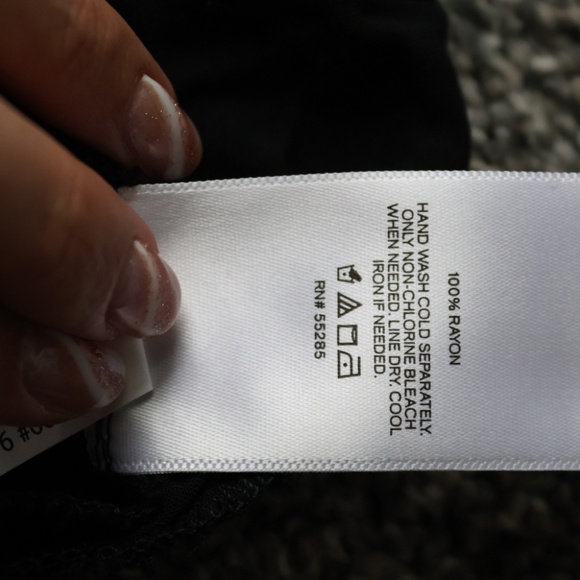 100% RAYON
HAND WASH COLD SEPARATELY.
ONLY NON-CHLORINE BLEACH
WHEN NEEDED. LINE DRY. COOL
IRON IF NEEDED.
RN# 55285
6